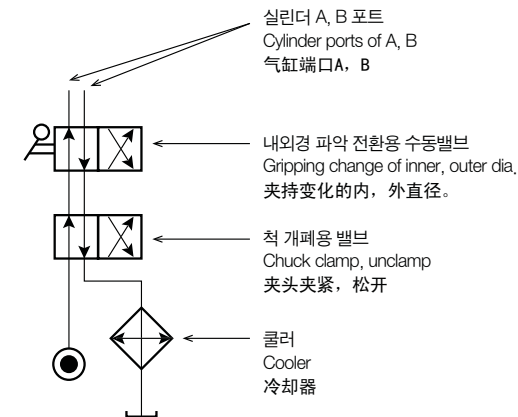 실린더 A, B 포트
Cylinder ports of A, B
气缸端口A，B
내외경 파악 전환용 수동밸브
Gripping change of inner, outer dia.
夹持变化的内，外直径。
척 개폐용 밸브
Chuck clamp, unclamp
夹头夹紧，松开
쿨러
Cooler
冷却器